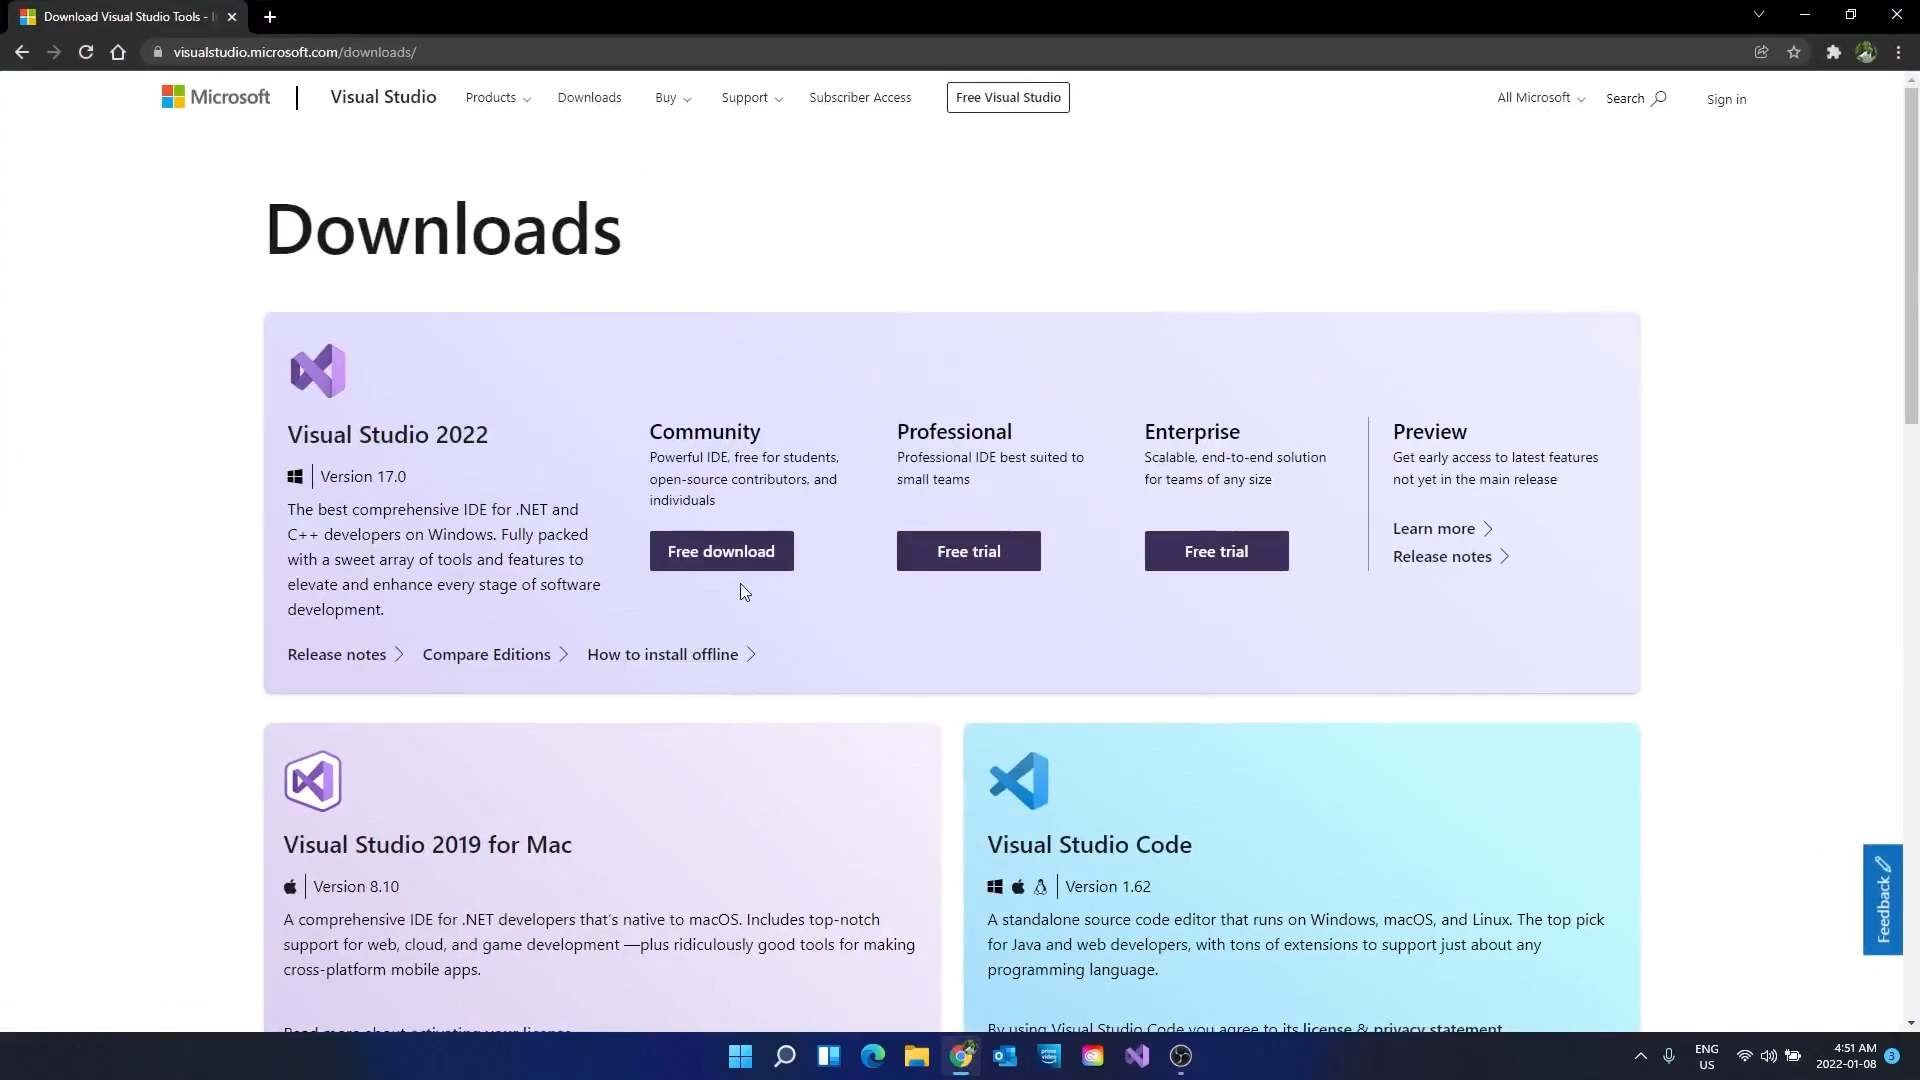 Download Visual Studio Tools - I
visualstudio.microsoft.com/downloads/
Microsoft
Visual Studio
Products
Downloads
Buy
Support
Subscriber Access
Free Visual Studio
All Microsoft
Search
Sign in
Downloads
Visual Studio 2022
Version 17.0
The best comprehensive IDE for .NET and
C++ developers on Windows. Fully packed
with a sweet array of tools and features to
elevate and enhance every stage of software
development.
Community
Powerful IDE, free for students,
open-source contributors, and
individuals
Free download
Professional
Professional IDE best suited to
small teams
Free trial
Enterprise
Scalable, end-to-end solution
for teams of any size
Free trial
Preview
Get early access to latest features
not yet in the main release
Learn more
Release notes
Release notes
Compare Editions
How to install offline
Visual Studio 2019 for Mac
Version 8.10
A comprehensive IDE for .NET developers that's native to macOS. Includes top-notch
support for web, cloud, and game development —plus ridiculously good tools for making
cross-platform mobile apps.
Read more about activating your license
Visual Studio Code
Version 1.62
A standalone source code editor that runs on Windows, macOS, and Linux. The top pick
for Java and web developers, with tons of extensions to support just about any
programming language.
By using Visual Studio Code you agree to its license & privacy statement
Feedback
prime video
ENG
US
4:51 AM
2022-01-08
3